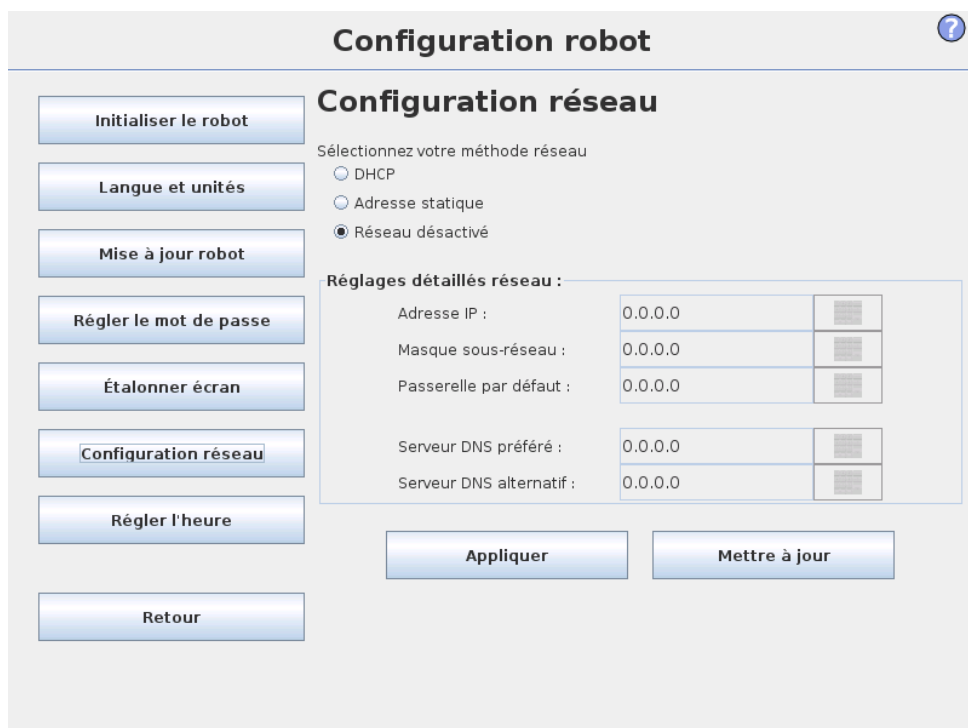 Configuration robot
?
Initialiser le robot
Langue et unités
Mise à jour robot
Régler le mot de passe
Étalonner écran
Configuration réseau
Régler l'heure
Retour
Configuration réseau
Sélectionnez votre méthode réseau
DHCP
Adresse statique
Réseau désactivé
Réglages détaillés réseau :
Adresse IP : 0.0.0.0
Masque sous-réseau : 0.0.0.0
Passerelle par défaut : 0.0.0.0
Serveur DNS préféré : 0.0.0.0
Serveur DNS alternatif : 0.0.0.0
Appliquer
Mettre à jour